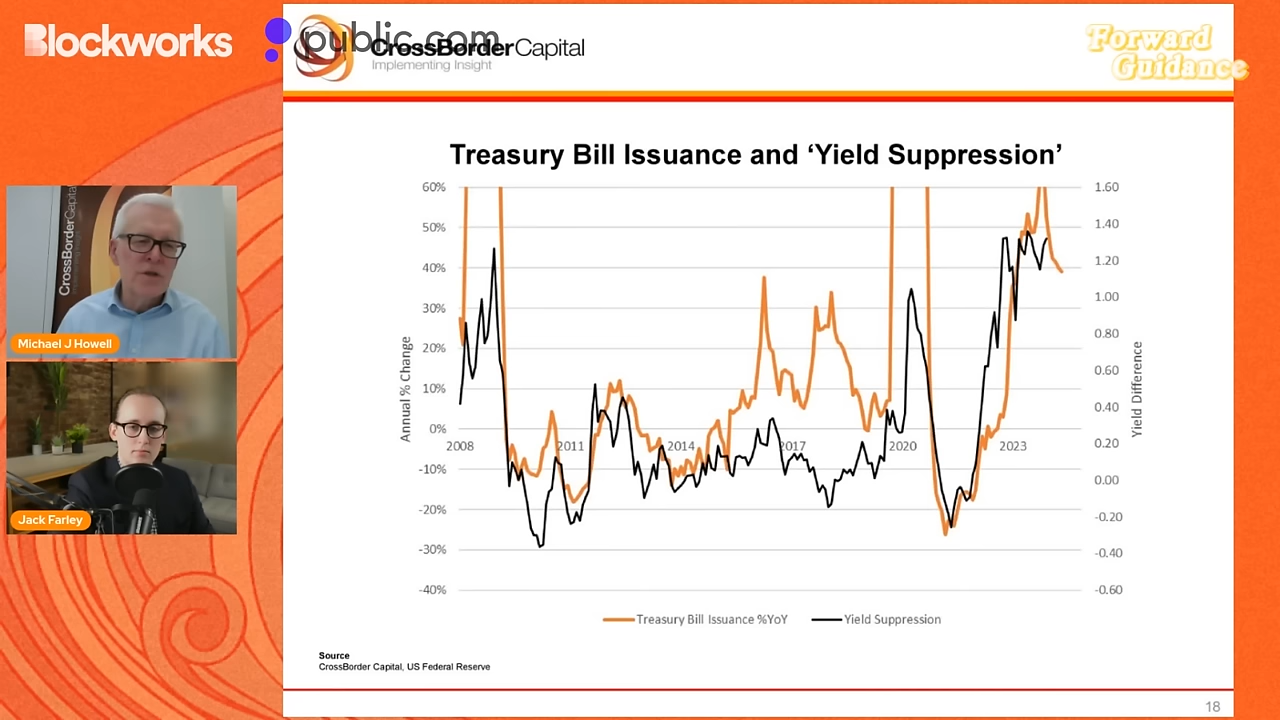 Blockworks
public.com
CrossBorderCapital
Implementing Insight
Forward
Guidance
Treasury Bill Issuance and ‘Yield Suppression’
60%
50%
40%
30%
20%
10%
0%
-10%
-20%
-30%
-40%
Annual % Change
2008
2011
2014
2017
2020
2023
1.60
1.40
1.20
1.00
0.80
0.60
0.40
0.20
0.00
-0.20
-0.40
-0.60
Yield Difference
Treasury Bill Issuance %YoY
Yield Suppression
CrossBorderCapital
Michael J Howell
Jack Farley
Source
CrossBorder Capital, US Federal Reserve
18